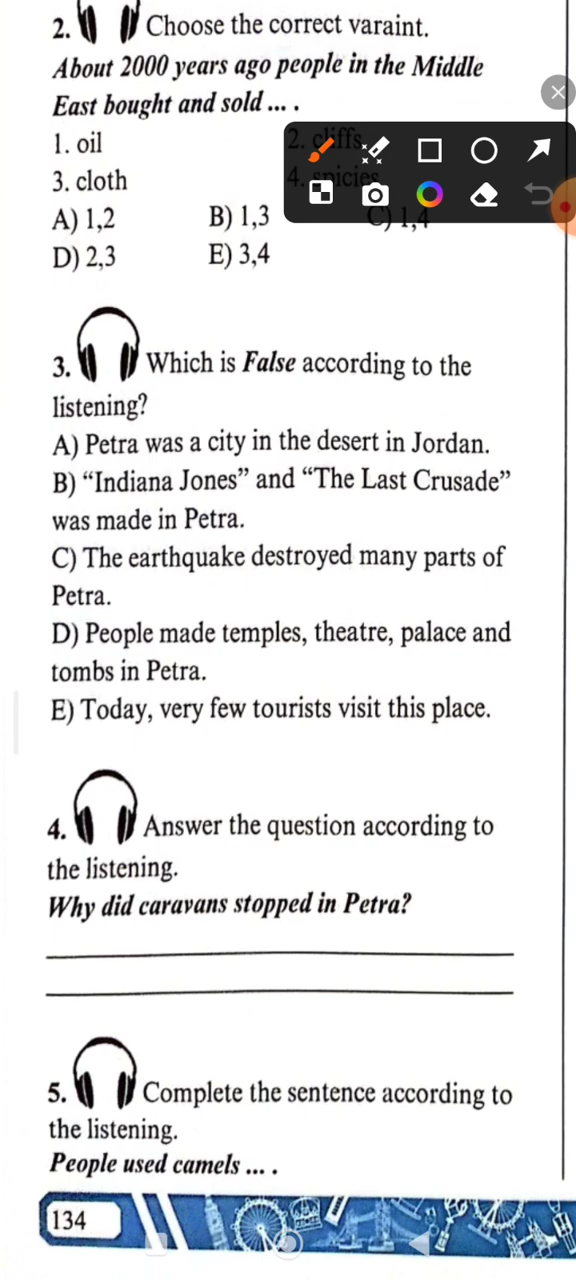 2. Choose the correct varaint.
About 2000 years ago people in the Middle
East bought and sold ... .
1. oil 2. cliffs
3. cloth 4. spicies
A) 1,2 B) 1,3 C) 1,4
D) 2,3 E) 3,4
3. Which is False according to the
listening?
A) Petra was a city in the desert in Jordan.
B) “Indiana Jones” and “The Last Crusade”
was made in Petra.
C) The earthquake destroyed many parts of
Petra.
D) People made temples, theatre, palace and
tombs in Petra.
E) Today, very few tourists visit this place.
4. Answer the question according to
the listening.
Why did caravans stopped in Petra?
5. Complete the sentence according to
the listening.
People used camels ... .
134